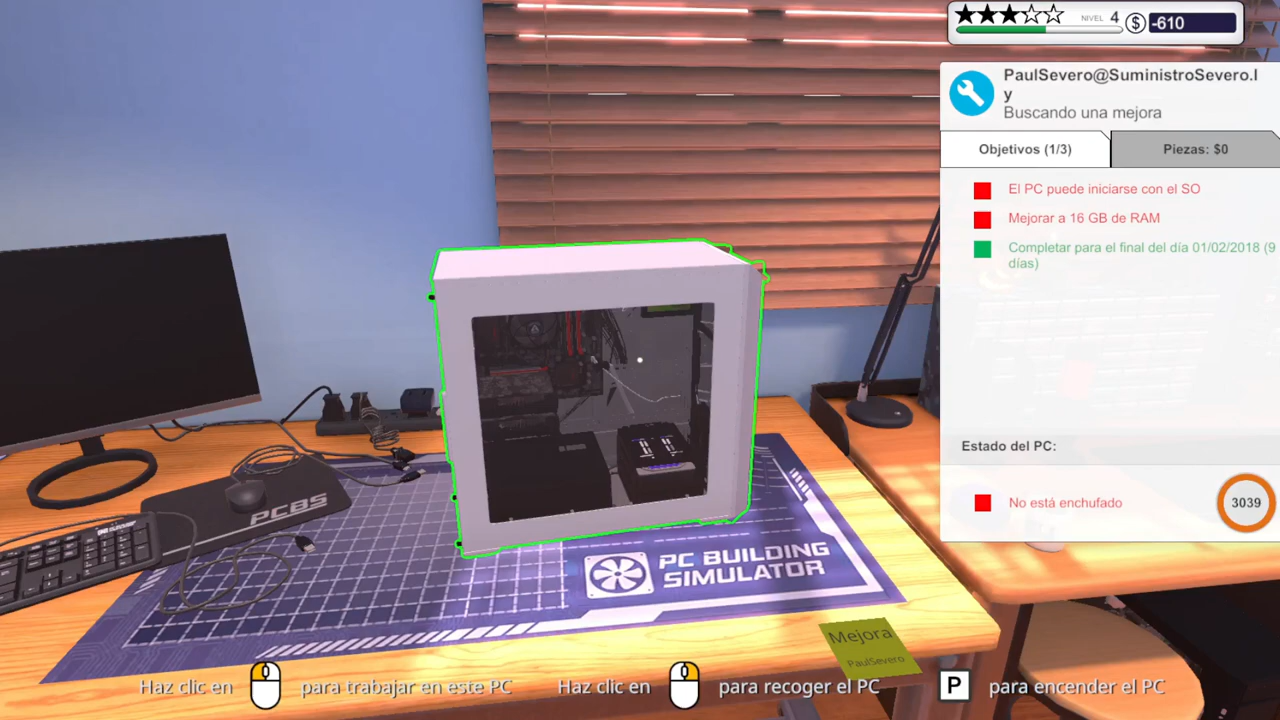 NIVEL 4 $ -610
PaulSevero@SuministroSevero.l
y
Buscando una mejora
Objetivos (1/3)
Piezas: $0
El PC puede iniciarse con el SO
Mejorar a 16 GB de RAM
Completar para el final del día 01/02/2018 (9
días)
Estado del PC:
No está enchufado
3039
PCBS
PC BUILDING
SIMULATOR
Mejora
PaulSevero
Haz clic en para trabajar en este PC
Haz clic en para recoger el PC
P para encender el PC